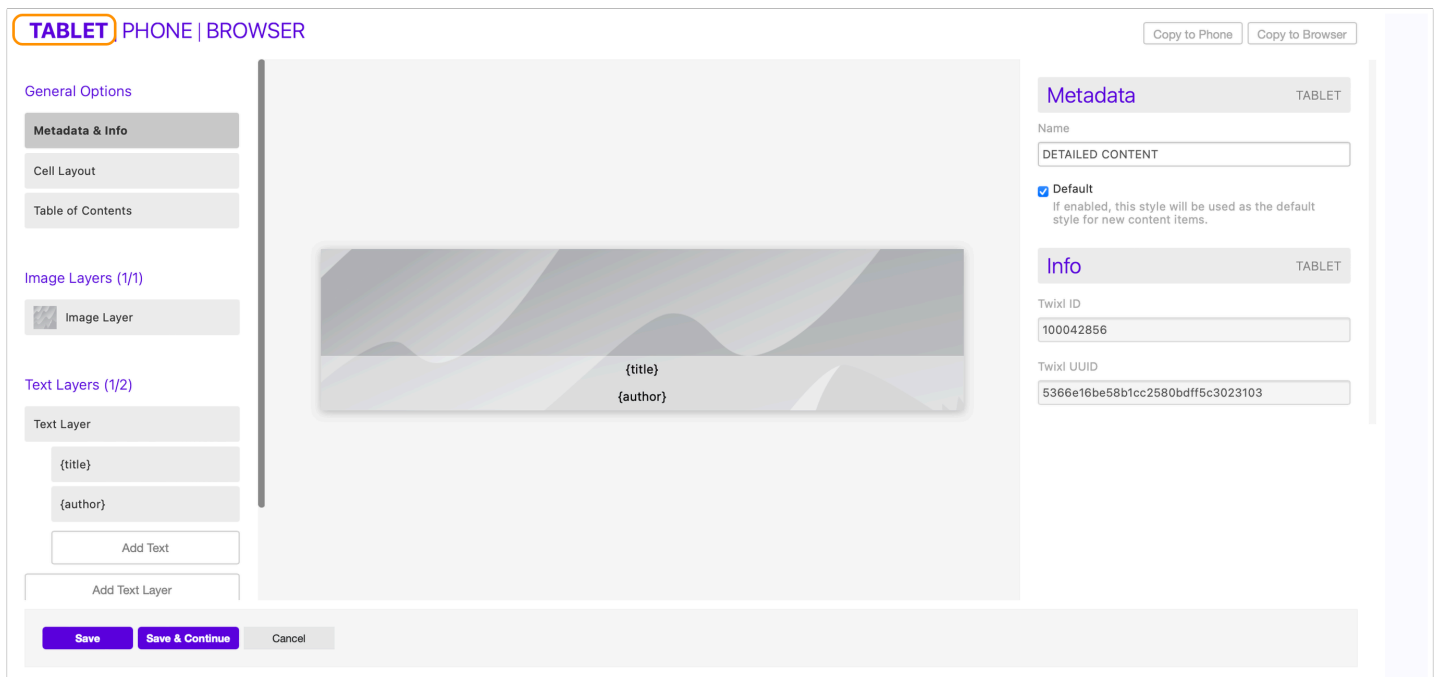 TABLET | PHONE | BROWSER
Copy to Phone
Copy to Browser
General Options
Metadata & Info
Cell Layout
Table of Contents
Image Layers (1/1)
Image Layer
Text Layers (1/2)
Text Layer
{title}
{author}
Add Text
Add Text Layer
{title}
{author}
Metadata
TABLET
Name
DETAILED CONTENT
Default
If enabled, this style will be used as the default
style for new content items.
Info
TABLET
Twixl ID
100042856
Twixl UUID
5366e16be58b1cc2580bdff5c3023103
Save
Save & Continue
Cancel